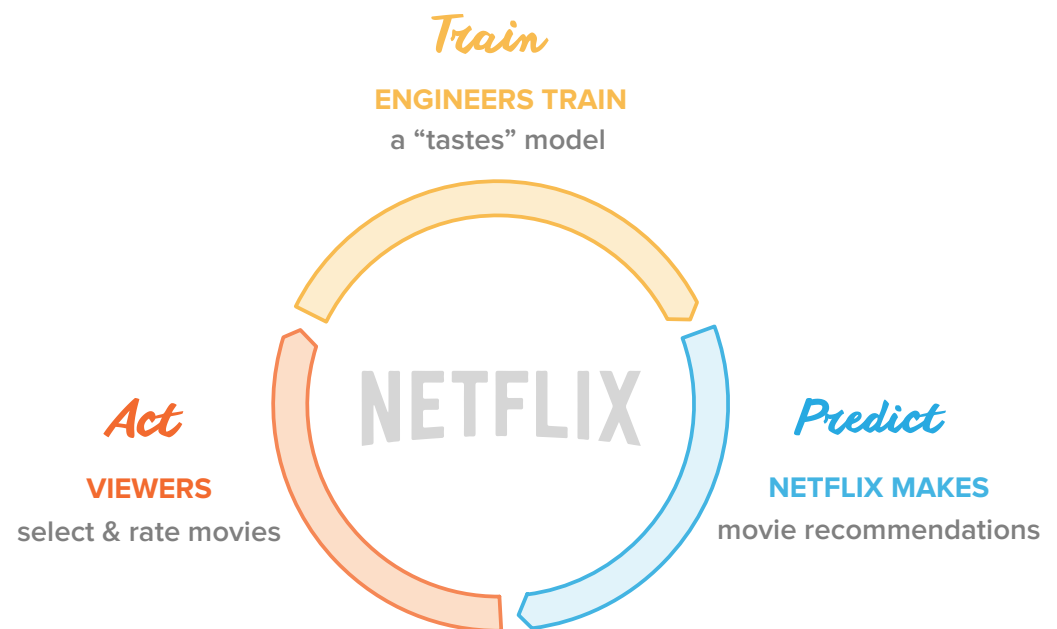 Train
ENGINEERS TRAIN
a “tastes” model
NETFLIX
Act
VIEWERS
select & rate movies
Predict
NETFLIX MAKES
movie recommendations